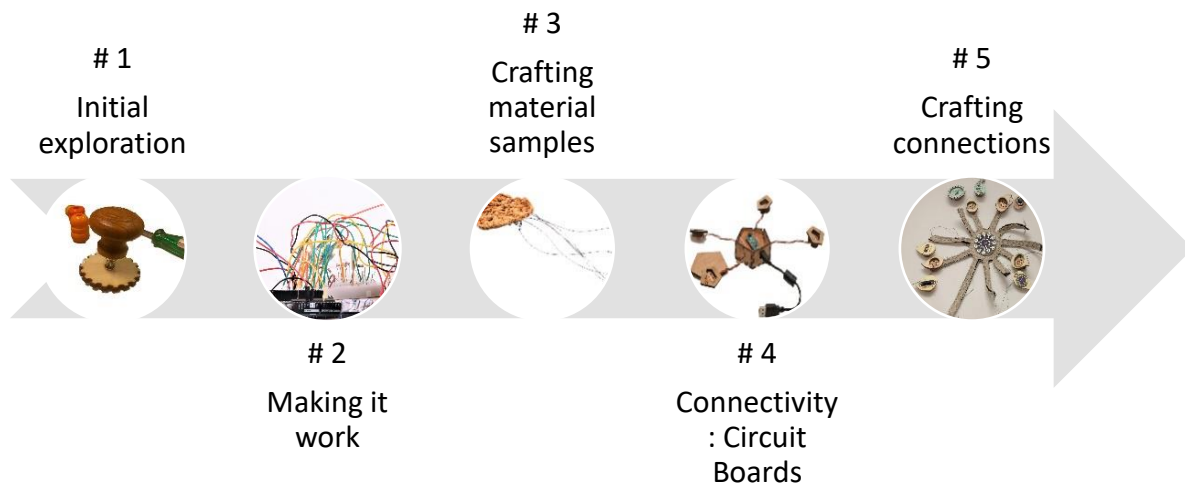 # 1
Initial
exploration
# 2
Making it
work
# 3
Crafting
material
samples
# 4
Connectivity
: Circuit
Boards
# 5
Crafting
connections